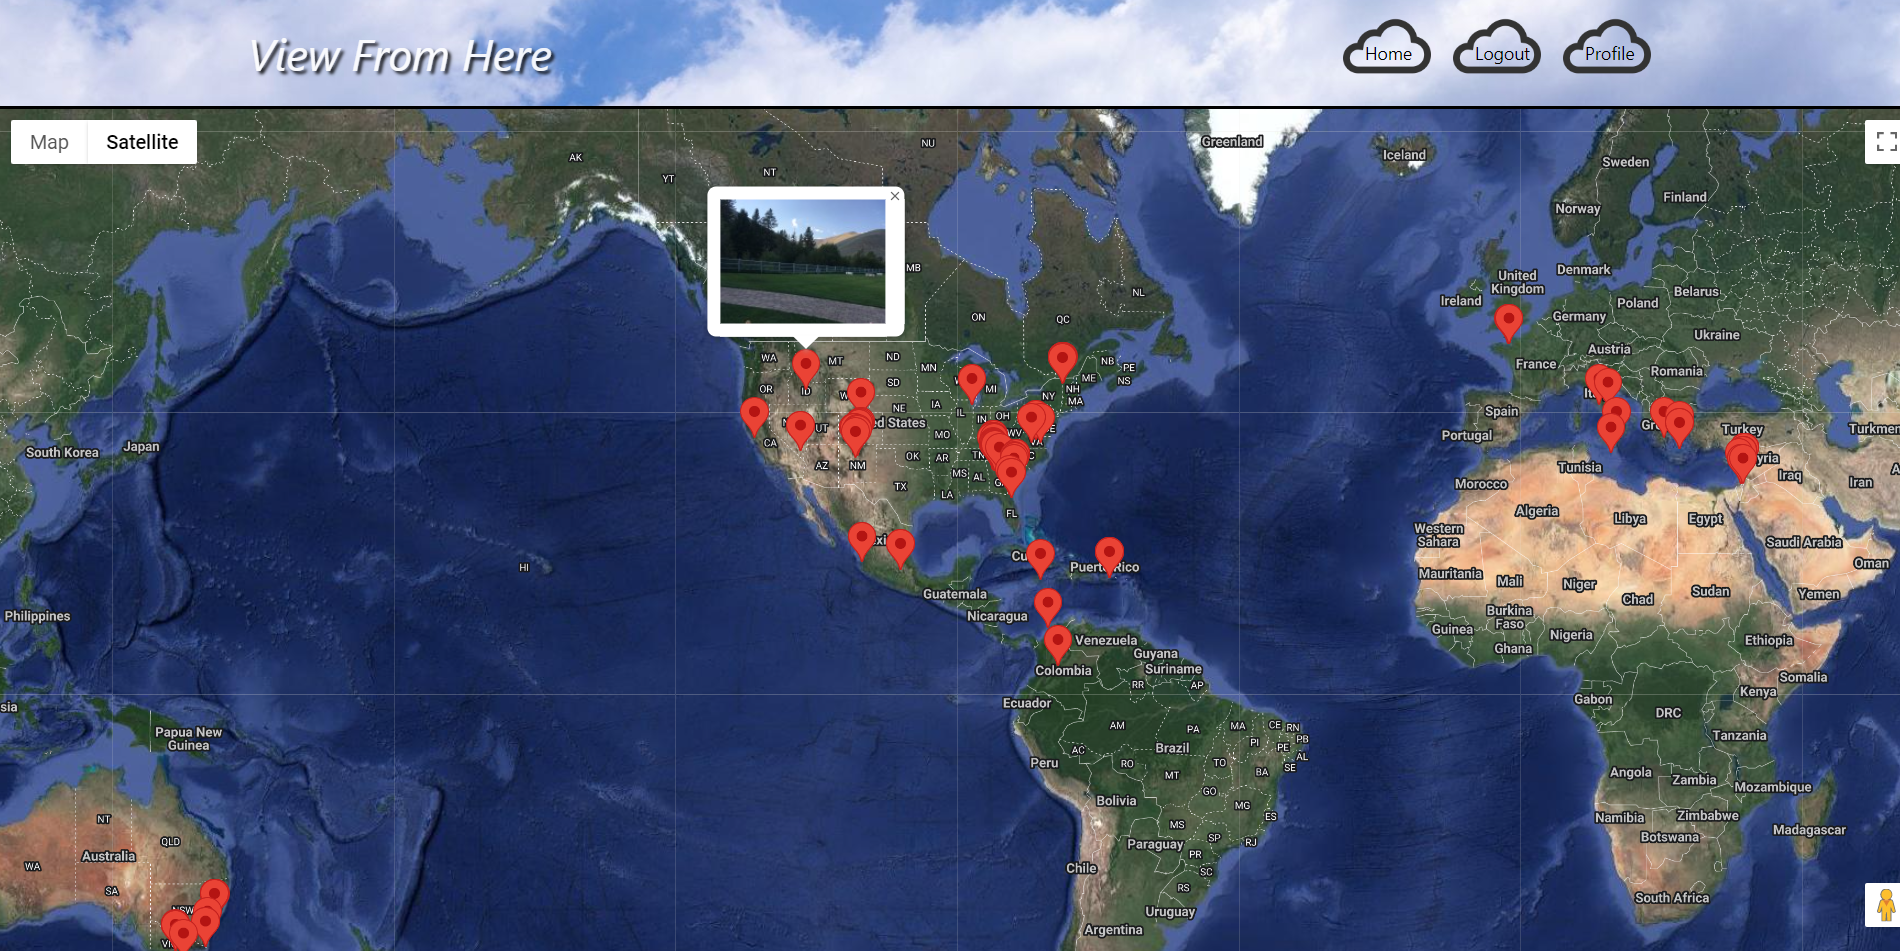 View From Here
Home
Logout
Profile
Map
Satellite
AK
YT
NT
NU
Greenland
Iceland
Sweden
Finland
Norway
MB
ON
QC
NL
United
Kingdom
Ireland
Denmark
Poland
Belarus
Germany
Ukraine
France
Austria
Romania
WA
MT
ND
MN
OR
ID
SD
MI
NB
PE
NS
ME
NH
MA
NY
NE
IA
IL
IN
OH
WV
VA
CA
UT
MO
AZ
NM
OK
AR
TN
MS
AL
TX
LA
FL
Spain
Portugal
Turkey
Tunisia
Iraq
Iran
Morocco
Algeria
Libya
Egypt
Western
Sahara
Saudi Arabia
Oman
Mauritania
Mali
Niger
Chad
Sudan
Yemen
Burkina
Faso
Guinea
Ghana
Nigeria
Ethiopia
Somalia
Kenya
Gabon
DRC
Tanzania
Angola
Zambia
Mozambique
Namibia
Zimbabwe
Botswana
Madagascar
South Africa
South Korea
Japan
Philippines
HI
Puerto Rico
Guatemala
Nicaragua
Venezuela
Guyana
Suriname
Colombia
RR
AP
Ecuador
AM
PA
MA
CE
RN
PB
PI
PE
AL
SE
AC
Brazil
Peru
RO
MT
TO
BA
GO
Bolivia
MG
ES
MS
SP
RJ
Paraguay
PR
SC
Chile
RS
Uruguay
Argentina
Papua New
Guinea
NT
QLD
Australia
WA
SA
NSW